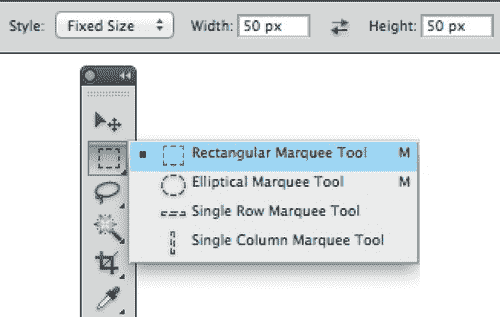 Style: Fixed Size Width: 50 px Height: 50 px
Rectangular Marquee Tool M
Elliptical Marquee Tool M
Single Row Marquee Tool
Single Column Marquee Tool